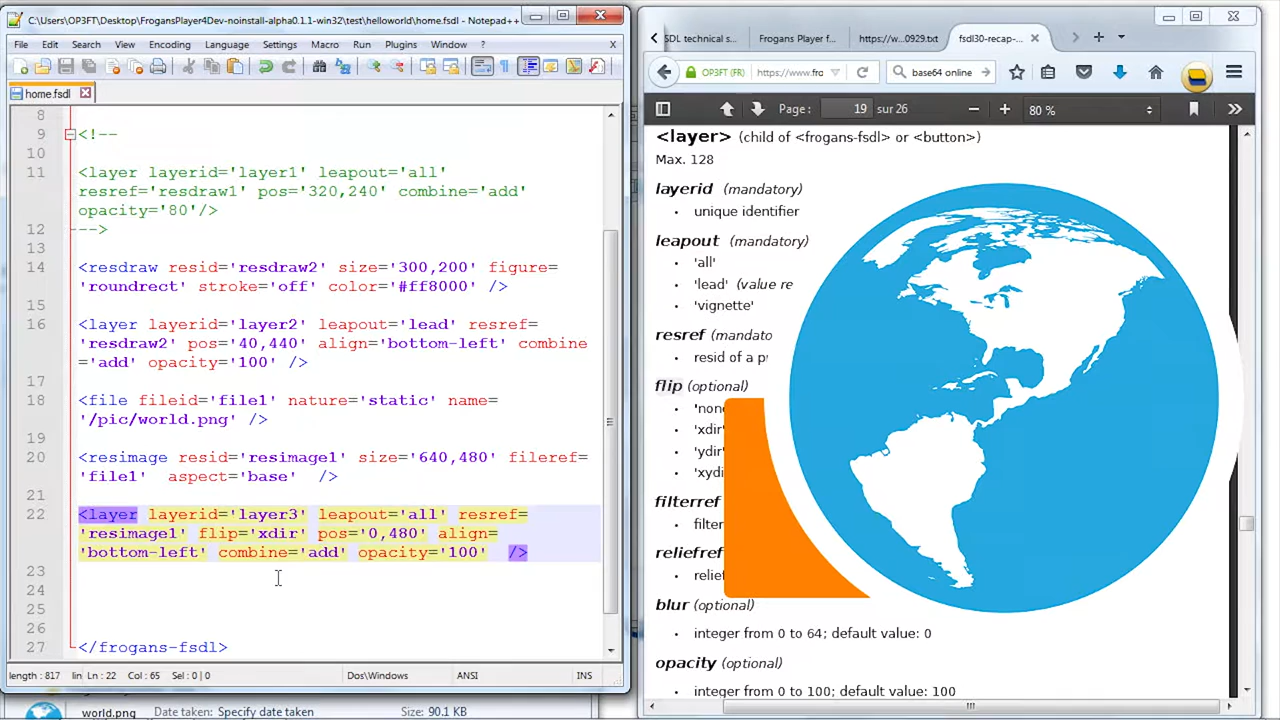 C:\Users\OP3FT\Desktop\FrogansPlayer4Dev-noinstall-alpha0.1.1-win32\test\helloworld\home.fsdl - Notepad++
File Edit Search View Encoding Language Settings Macro Run Plugins Window ? X
home.fsdl
8
9 <!--
10
11 <layer layerid='layer1' leapout='all'
resref='resdraw1' pos='320,240' combine='add'
opacity='80'/>
12 --->
13
14 <resdraw resid='resdraw2' size='300,200' figure=
'roundrect' stroke='off' color='#ff8000' />
15
16 <layer layerid='layer2' leapout='lead' resref=
'resdraw2' pos='40,440' align='bottom-left' combine
='add' opacity='100' />
17
18 <file fileid='file1' nature='static' name=
'/pic/world.png' />
19
20 <resimage resid='resimage1' size='640,480' fileref=
'file1' aspect='base' />
21
22 <layer layerid='layer3' leapout='all' resref=
'resimage1' flip='xdir' pos='0,480' align=
'bottom-left' combine='add' opacity='100' />
23
24
25
26
27 </frogans-fsdl>
length : 817 lin Ln : 22 Col : 65 Sel : 0 | 0 Dos\Windows ANSI INS
world.png Date taken: Specify date taken Size: 90.1 KB
SDL technical s... Frogans Player f... https://w...0929.txt fsdl30-recap-...
OP3FT (FR) https://www.fro base64 online
Page : 19 sur 26 80 %
<layer> (child of <frogans-fsdl> or <button>)
Max. 128
layerid (mandatory)
• unique identifier
leapout (mandatory)
• 'all'
• 'lead' (value re
• 'vignette'
resref (mandato
• resid of a p
flip (optional)
• 'none
• 'xdir'
• 'ydir'
• 'xydi
filterref
• filter
reliefref
• relie
blur (optional)
• integer from 0 to 64; default value: 0
opacity (optional)
• integer from 0 to 100; default value: 100